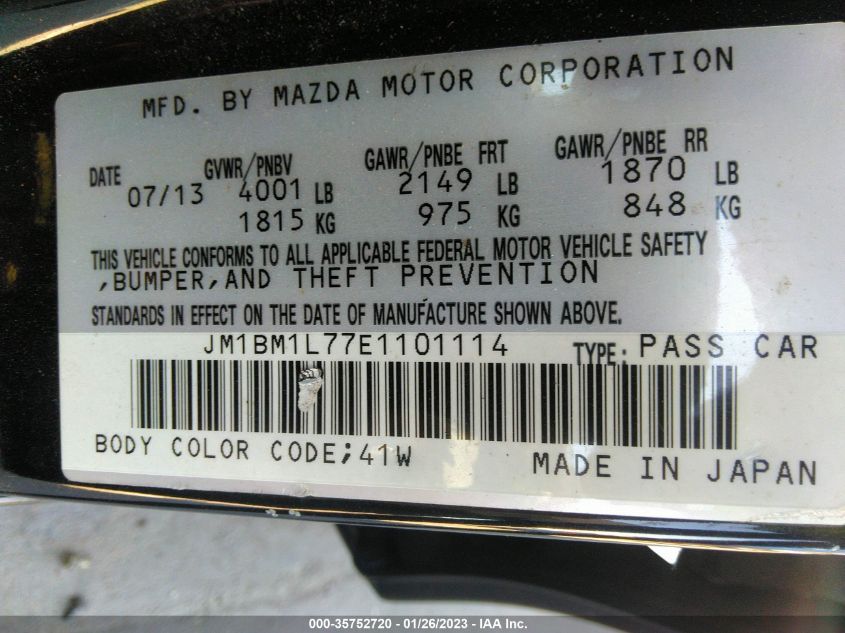 MFD. BY MAZDA MOTOR CORPORATION
DATE GVWR/PNBV GAWR/PNBE FRT GAWR/PNBE RR
07/13 4001 LB 2149 LB 1870 LB
1815 KG 975 KG 848 KG
THIS VEHICLE CONFORMS TO ALL APPLICABLE FEDERAL MOTOR VEHICLE SAFETY
,BUMPER,AND THEFT PREVENTION
STANDARDS IN EFFECT ON THE DATE OF MANUFACTURE SHOWN ABOVE.
JM1BM1L77E1101114 TYPE: PASS CAR
BODY COLOR CODE;41W MADE IN JAPAN
000-35752720 - 01/26/2023 - IAA Inc.